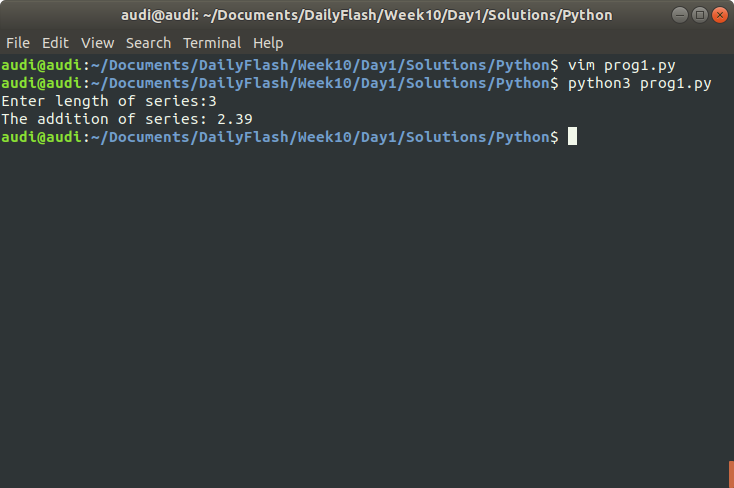 audi@audi: ~/Documents/DailyFlash/Week10/Day1/Solutions/Python
File Edit View Search Terminal Help
audi@audi:~/Documents/DailyFlash/Week10/Day1/Solutions/Python$ vim prog1.py
audi@audi:~/Documents/DailyFlash/Week10/Day1/Solutions/Python$ python3 prog1.py
Enter length of series:3
The addition of series: 2.39
audi@audi:~/Documents/DailyFlash/Week10/Day1/Solutions/Python$